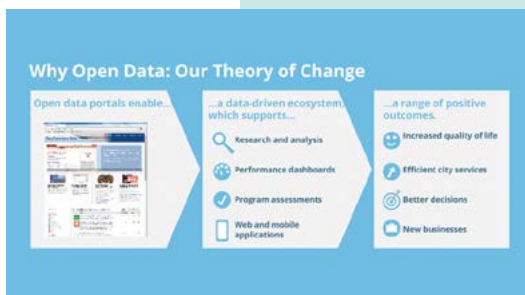 Why Open Data: Our Theory of Change
Open data portals enable...
...a data-driven ecosystem,
which supports...
Research and analysis
Performance dashboards
Program assessments
Web and mobile
applications
...a range of positive
outcomes.
Increased quality of life
Efficient city services
Better decisions
New businesses